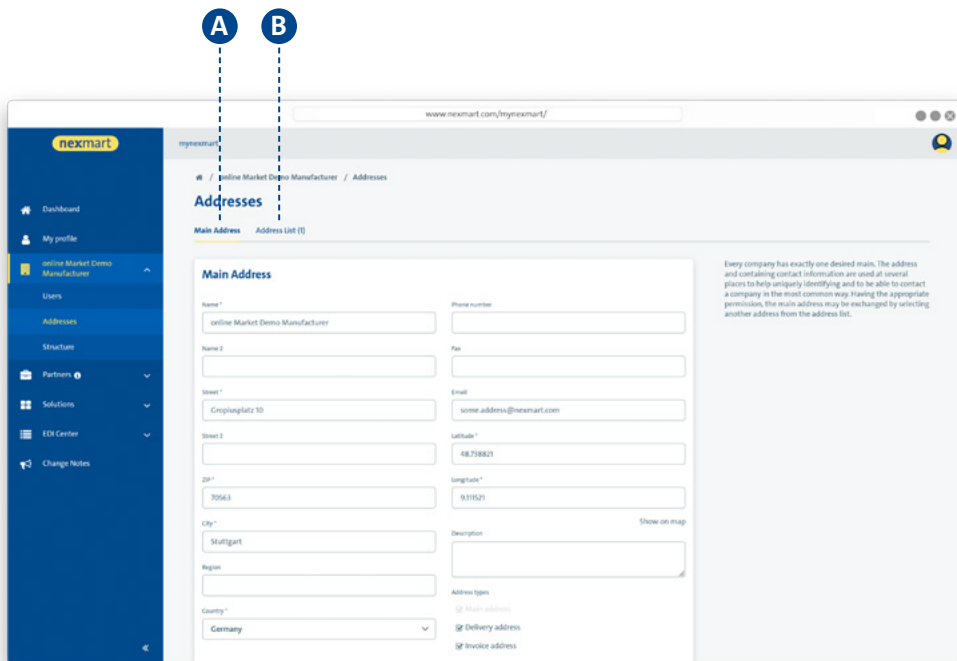 A B
www.nexmart.com/mynexmart/
nexmart
mynexmart
/ online Market Demo Manufacturer / Addresses
Addresses
Main Address Address List (1)
Dashboard
My profile
online Market Demo
Manufacturer
Users
Addresses
Structure
Partners
Solutions
EDI Center
Change Notes
«
Main Address
Name *
online Market Demo Manufacturer
Name 2
Street *
Gropiusplatz 10
Street 2
ZIP *
70563
City *
Stuttgart
Region
Country *
Germany
Phone number
Fax
Email
some.address@nexmart.com
Latitude *
48.738821
Longitude *
9.111521
Show on map
Description
Address types
Main address
Delivery address
Invoice address
Every company has exactly one desired main. The address
and containing contact information are used at several
places to help uniquely identifying and to be able to contact
a company in the most common way. Having the appropriate
permission, the main address may be exchanged by selecting
another address from the address list.